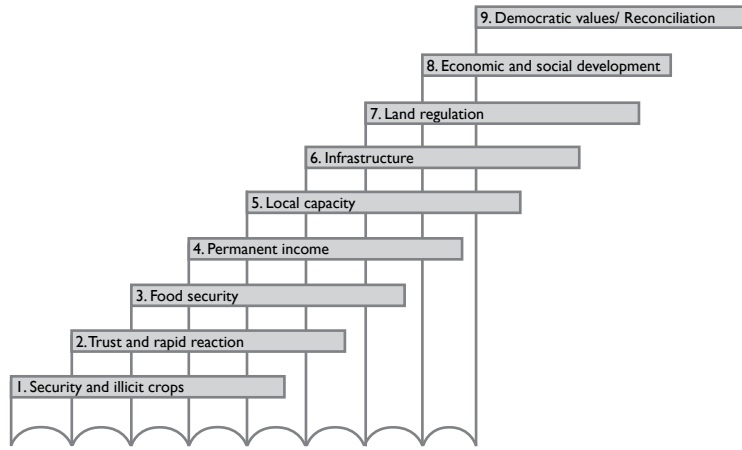 9. Democratic values/ Reconciliation
8. Economic and social development
7. Land regulation
6. Infrastructure
5. Local capacity
4. Permanent income
3. Food security
2. Trust and rapid reaction
1. Security and illicit crops